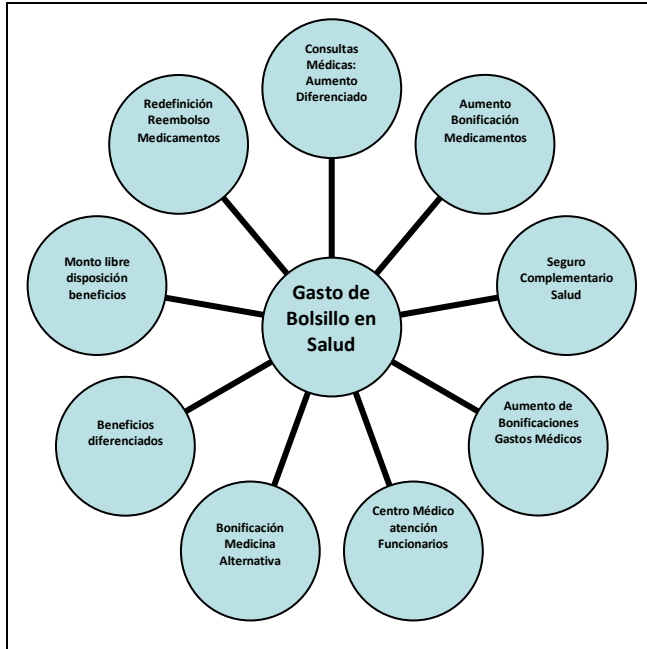 Consultas
Médicas:
Aumento
Diferenciado
Aumento
Bonificación
Medicamentos
Seguro
Complementario
Salud
Aumento de
Bonificaciones
Gastos Médicos
Centro Médico
atención
Funcionarios
Bonificación
Medicina
Alternativa
Beneficios
diferenciados
Monto libre
disposición
beneficios
Redefinición
Reembolso
Medicamentos
Gasto de
Bolsillo en
Salud